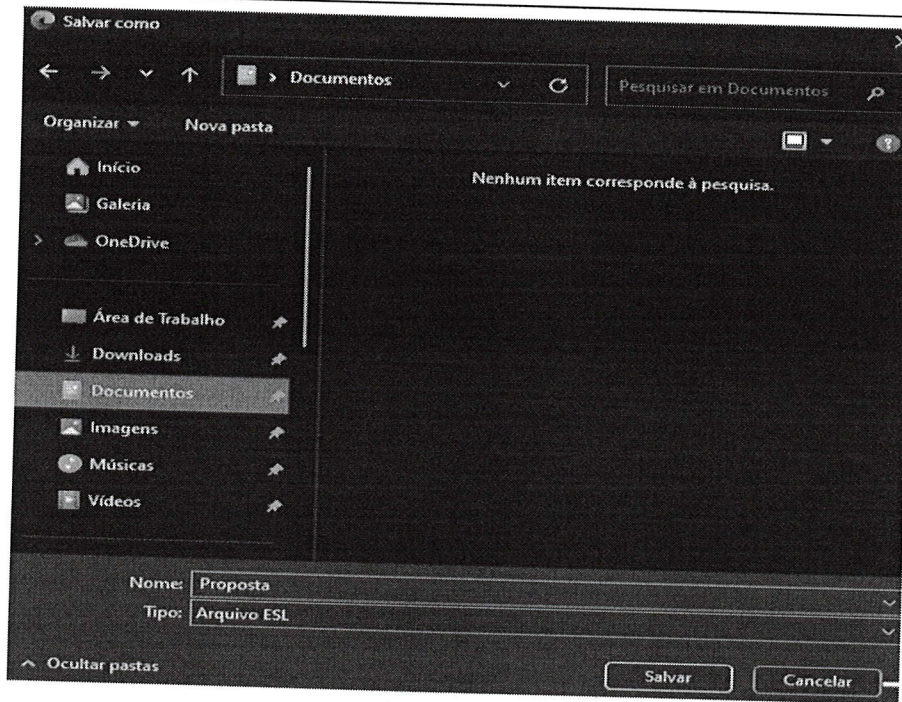 Salvar como
Documentos
Pesquisar em Documentos
Organizar
Nova pasta
Início
Nenhum item corresponde à pesquisa.
Galeria
OneDrive
Área de Trabalho
Downloads
Documentos
Imagens
Músicas
Vídeos
Nome: Proposta
Tipo: Arquivo ESL
Ocultar pastas
Salvar
Cancelar